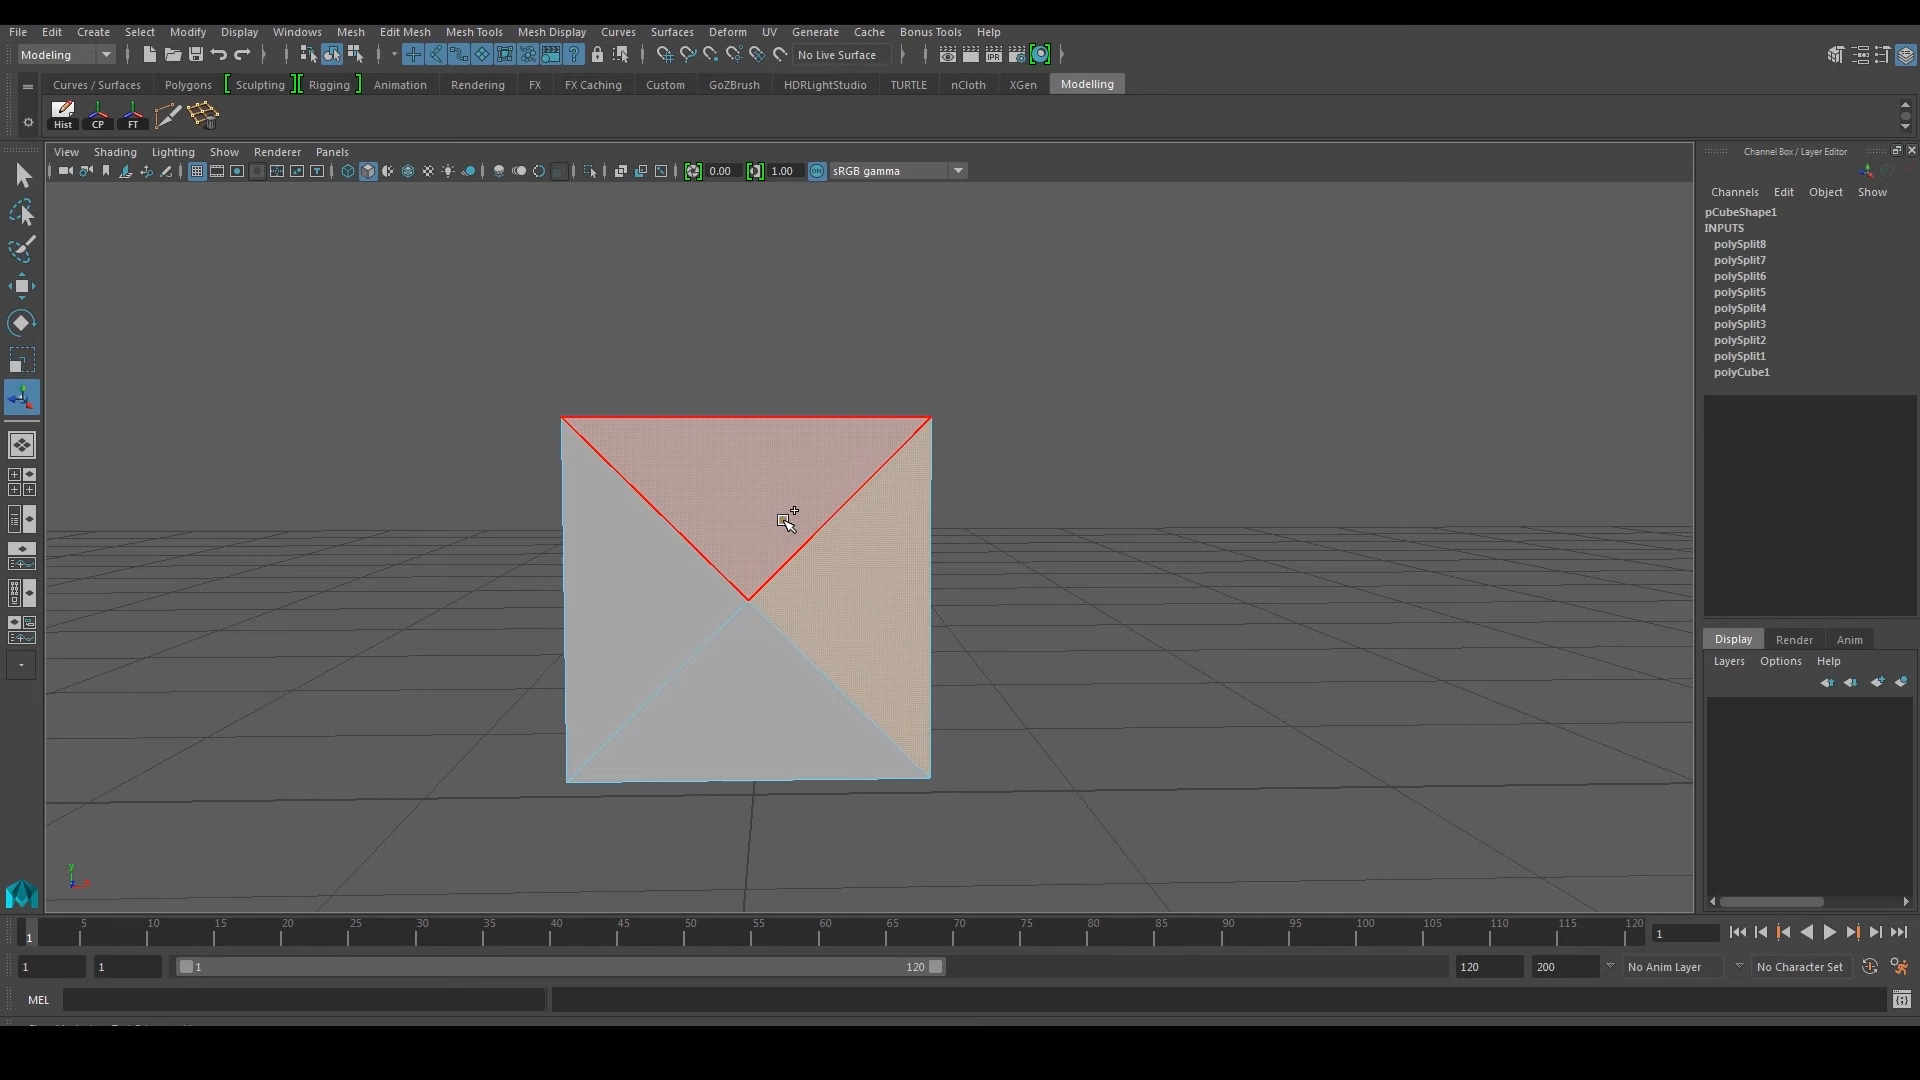 File Edit Create Select Modify Display Windows Mesh Edit Mesh Mesh Tools Mesh Display Curves Surfaces Deform UV Generate Cache Bonus Tools Help
Modeling No Live Surface
Curves / Surfaces Polygons Sculpting Rigging Animation Rendering FX FX Caching Custom GoZBrush HDRLightStudio TURTLE nCloth XGen Modelling
Hist CP FT
View Shading Lighting Show Renderer Panels
0.00 1.00 ON sRGB gamma
Channel Box / Layer Editor
Channels Edit Object Show
pCubeShape1
INPUTS
polySplit8
polySplit7
polySplit6
polySplit5
polySplit4
polySplit3
polySplit2
polySplit1
polyCube1
Display Render Anim
Layers Options Help
y
1 5 10 15 20 25 30 35 40 45 50 55 60 65 70 75 80 85 90 95 100 105 110 115 120 1
1 1 1 120 120 200 No Anim Layer No Character Set
MEL